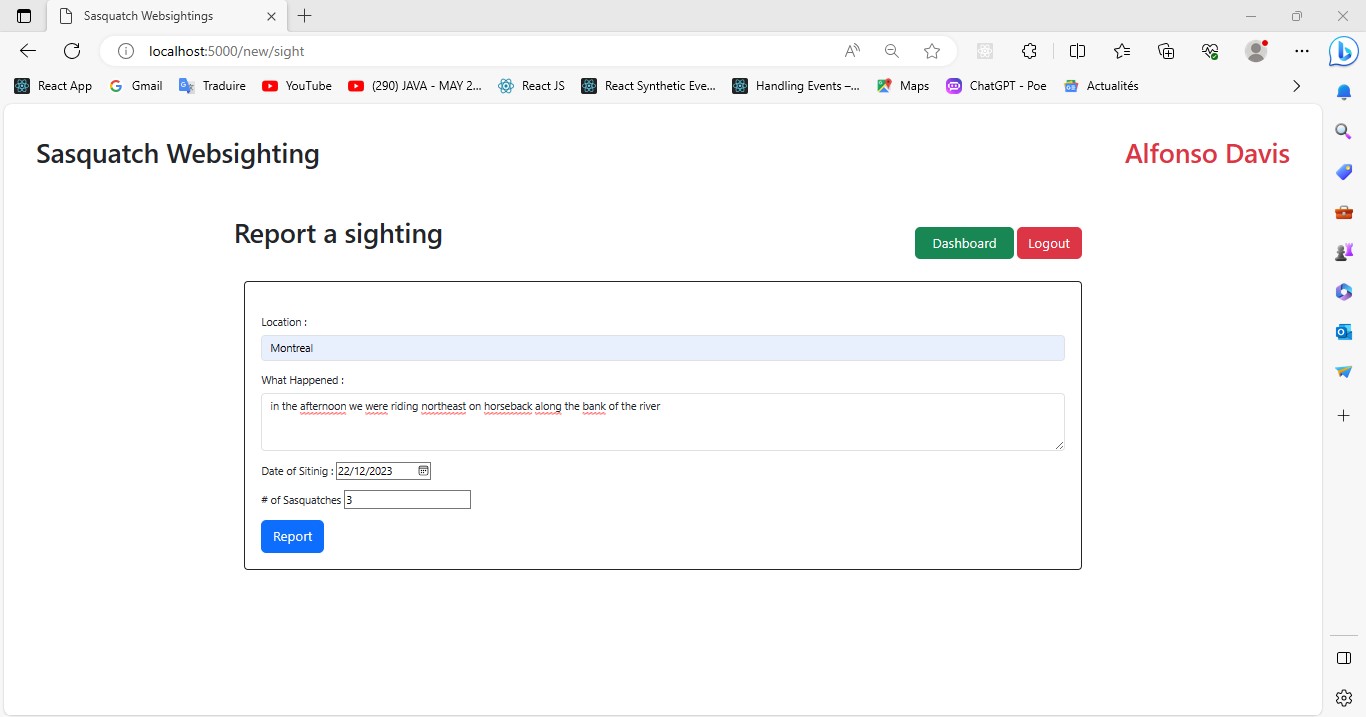 Sasquatch Websightings
localhost:5000/new/sight
React App Gmail Traduire YouTube (290) JAVA - MAY 2... React JS React Synthetic Eve... Handling Events –... Maps ChatGPT - Poe Actualités
Sasquatch Websighting Alfonso Davis
Report a sighting Dashboard Logout
Location :
Montreal
What Happened :
in the afternoon we were riding northeast on horseback along the bank of the river
Date of Sitinig : 22/12/2023
# of Sasquatches 3
Report